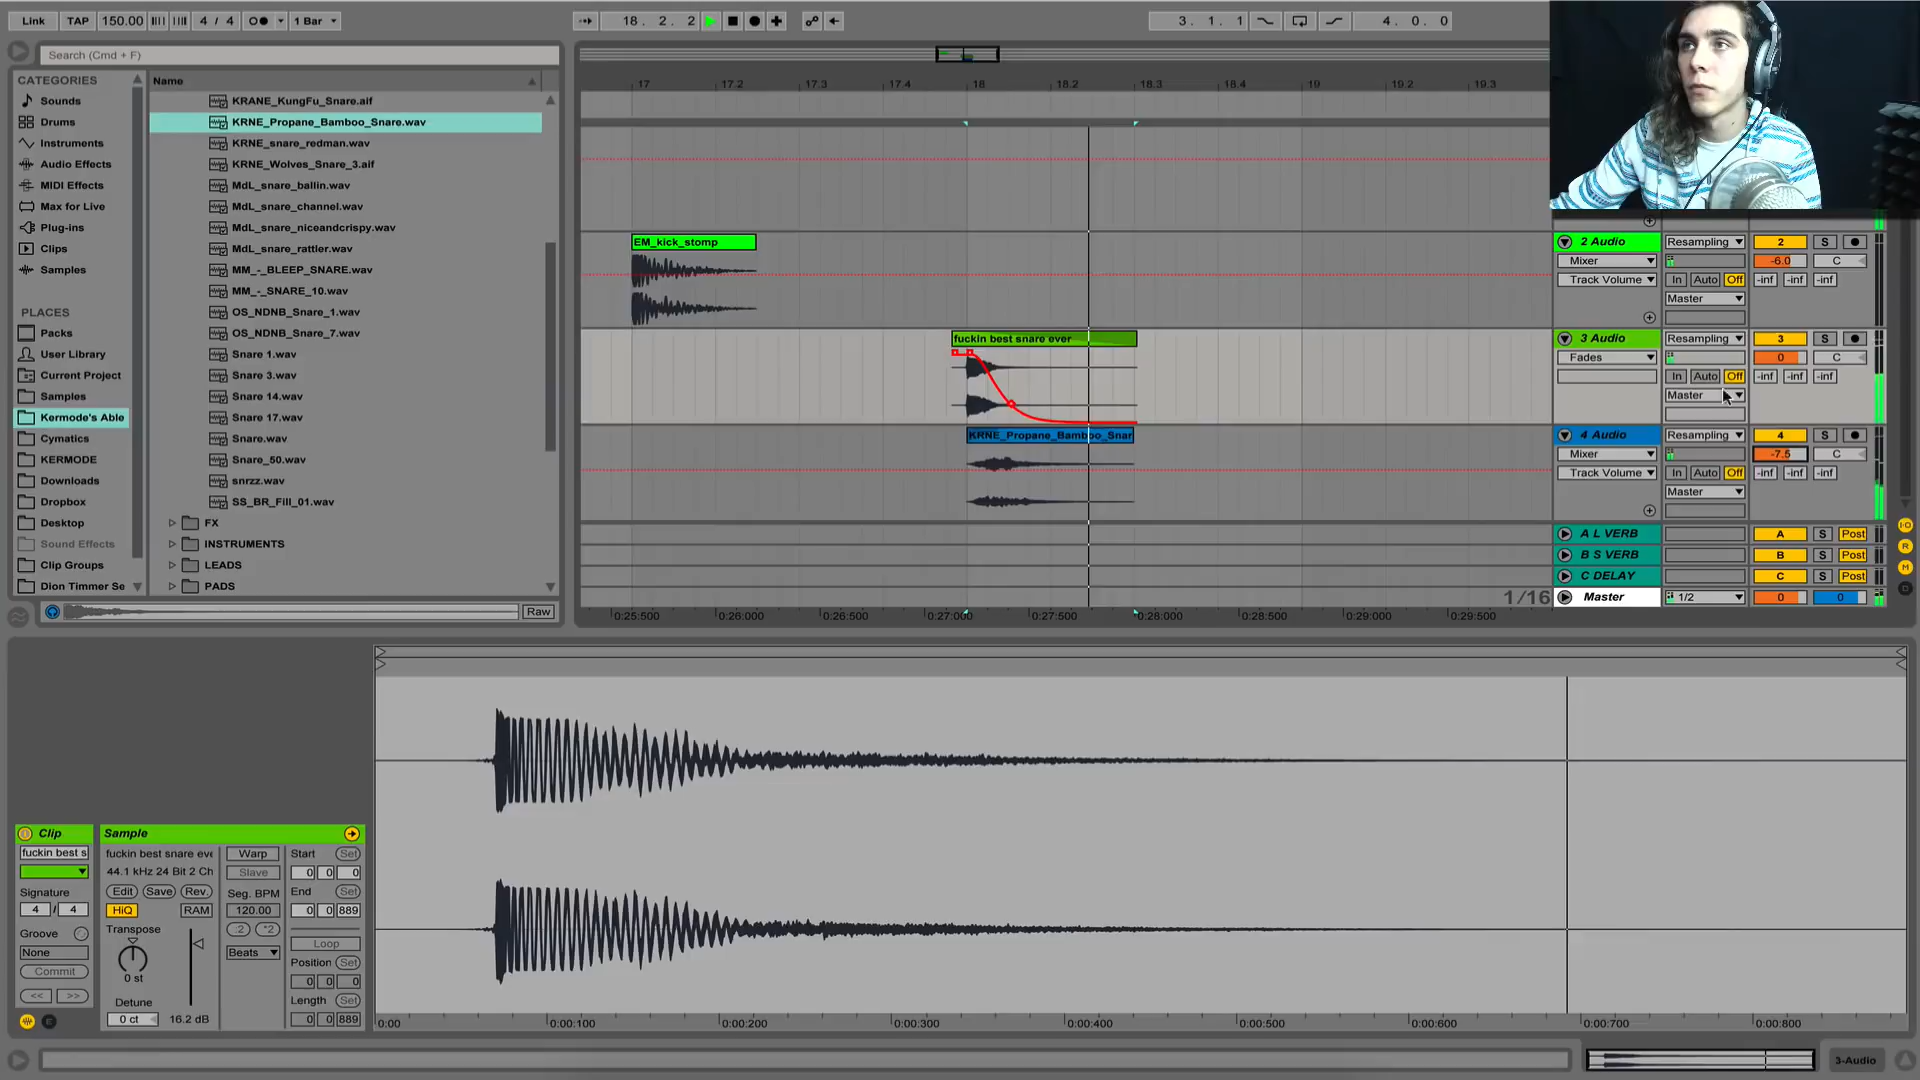 Link TAP 150.00 4 / 4 1 Bar 18. 2. 2 3. 1. 1 4. 0. 0
Search (Cmd + F)
CATEGORIES
Sounds
Drums
Instruments
Audio Effects
MIDI Effects
Max for Live
Plug-ins
Clips
Samples
PLACES
Packs
User Library
Current Project
Samples
Kermode's Able
Cymatics
KERMODE
Downloads
Dropbox
Desktop
Sound Effects
Clip Groups
Dion Timmer Se
Name
KRANE_KungFu_Snare.aif
KRNE_Propane_Bamboo_Snare.wav
KRNE_snare_redman.wav
KRNE_Wolves_Snare_3.aif
MdL_snare_ballin.wav
MdL_snare_channel.wav
MdL_snare_niceandcrispy.wav
MdL_snare_rattler.wav
MM_-_BLEEP_SNARE.wav
MM_-_SNARE_10.wav
OS_NDNB_Snare_1.wav
OS_NDNB_Snare_7.wav
Snare 1.wav
Snare 3.wav
Snare 14.wav
Snare 17.wav
Snare.wav
Snare_50.wav
snrzz.wav
SS_BR_Fill_01.wav
FX
INSTRUMENTS
LEADS
PADS
Raw
17 17.2 17.3 17.4 18 18.2 18.3 18.4 19 19.2 19.3
EM_kick_stomp
fuckin best snare ever
KRNE_Propane_Bamboo_Snar
1/16
0:25:500 0:26:000 0:26:500 0:27:000 0:27:500 0:28:000 0:28:500 0:29:000 0:29:500
2 Audio Resampling 2 S
Mixer -6.0 C
Track Volume In Auto Off -inf -inf -inf
Master
3 Audio Resampling 3 S
Fades 0 C
In Auto Off -inf -inf -inf
Master
4 Audio Resampling 4 S
Mixer -7.5 C
Track Volume In Auto Off -inf -inf -inf
Master
A L VERB A S Post
B S VERB B S Post
C DELAY C S Post
Master 1/2 0 0
Clip
fuckin best s
Signature
4 / 4
Groove
None
Commit
<< >>
Sample
fuckin best snare eve
44.1 kHz 24 Bit 2 Ch
Edit Save Rev.
HiQ RAM
Transpose
0 st
Detune
0 ct 16.2 dB
Warp
Slave
Seg. BPM
120.00
:2 *2
Beats
Start Set
0 0 0
End Set
0 0 889
Loop
Position Set
0 0 0
Length Set
0 0 889
0:00 0:00:100 0:00:200 0:00:300 0:00:400 0:00:500 0:00:600 0:00:700 0:00:800
3-Audio